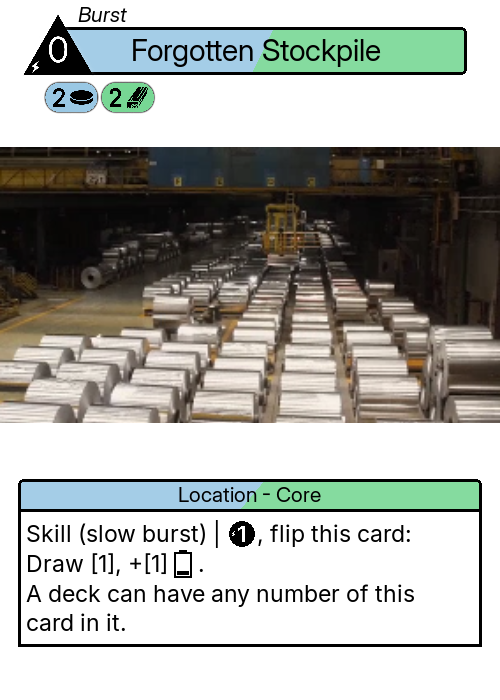 Burst
0
Forgotten Stockpile
2 2
Location - Core
Skill (slow burst) | 1, flip this card:
Draw [1], +[1] .
A deck can have any number of this
card in it.